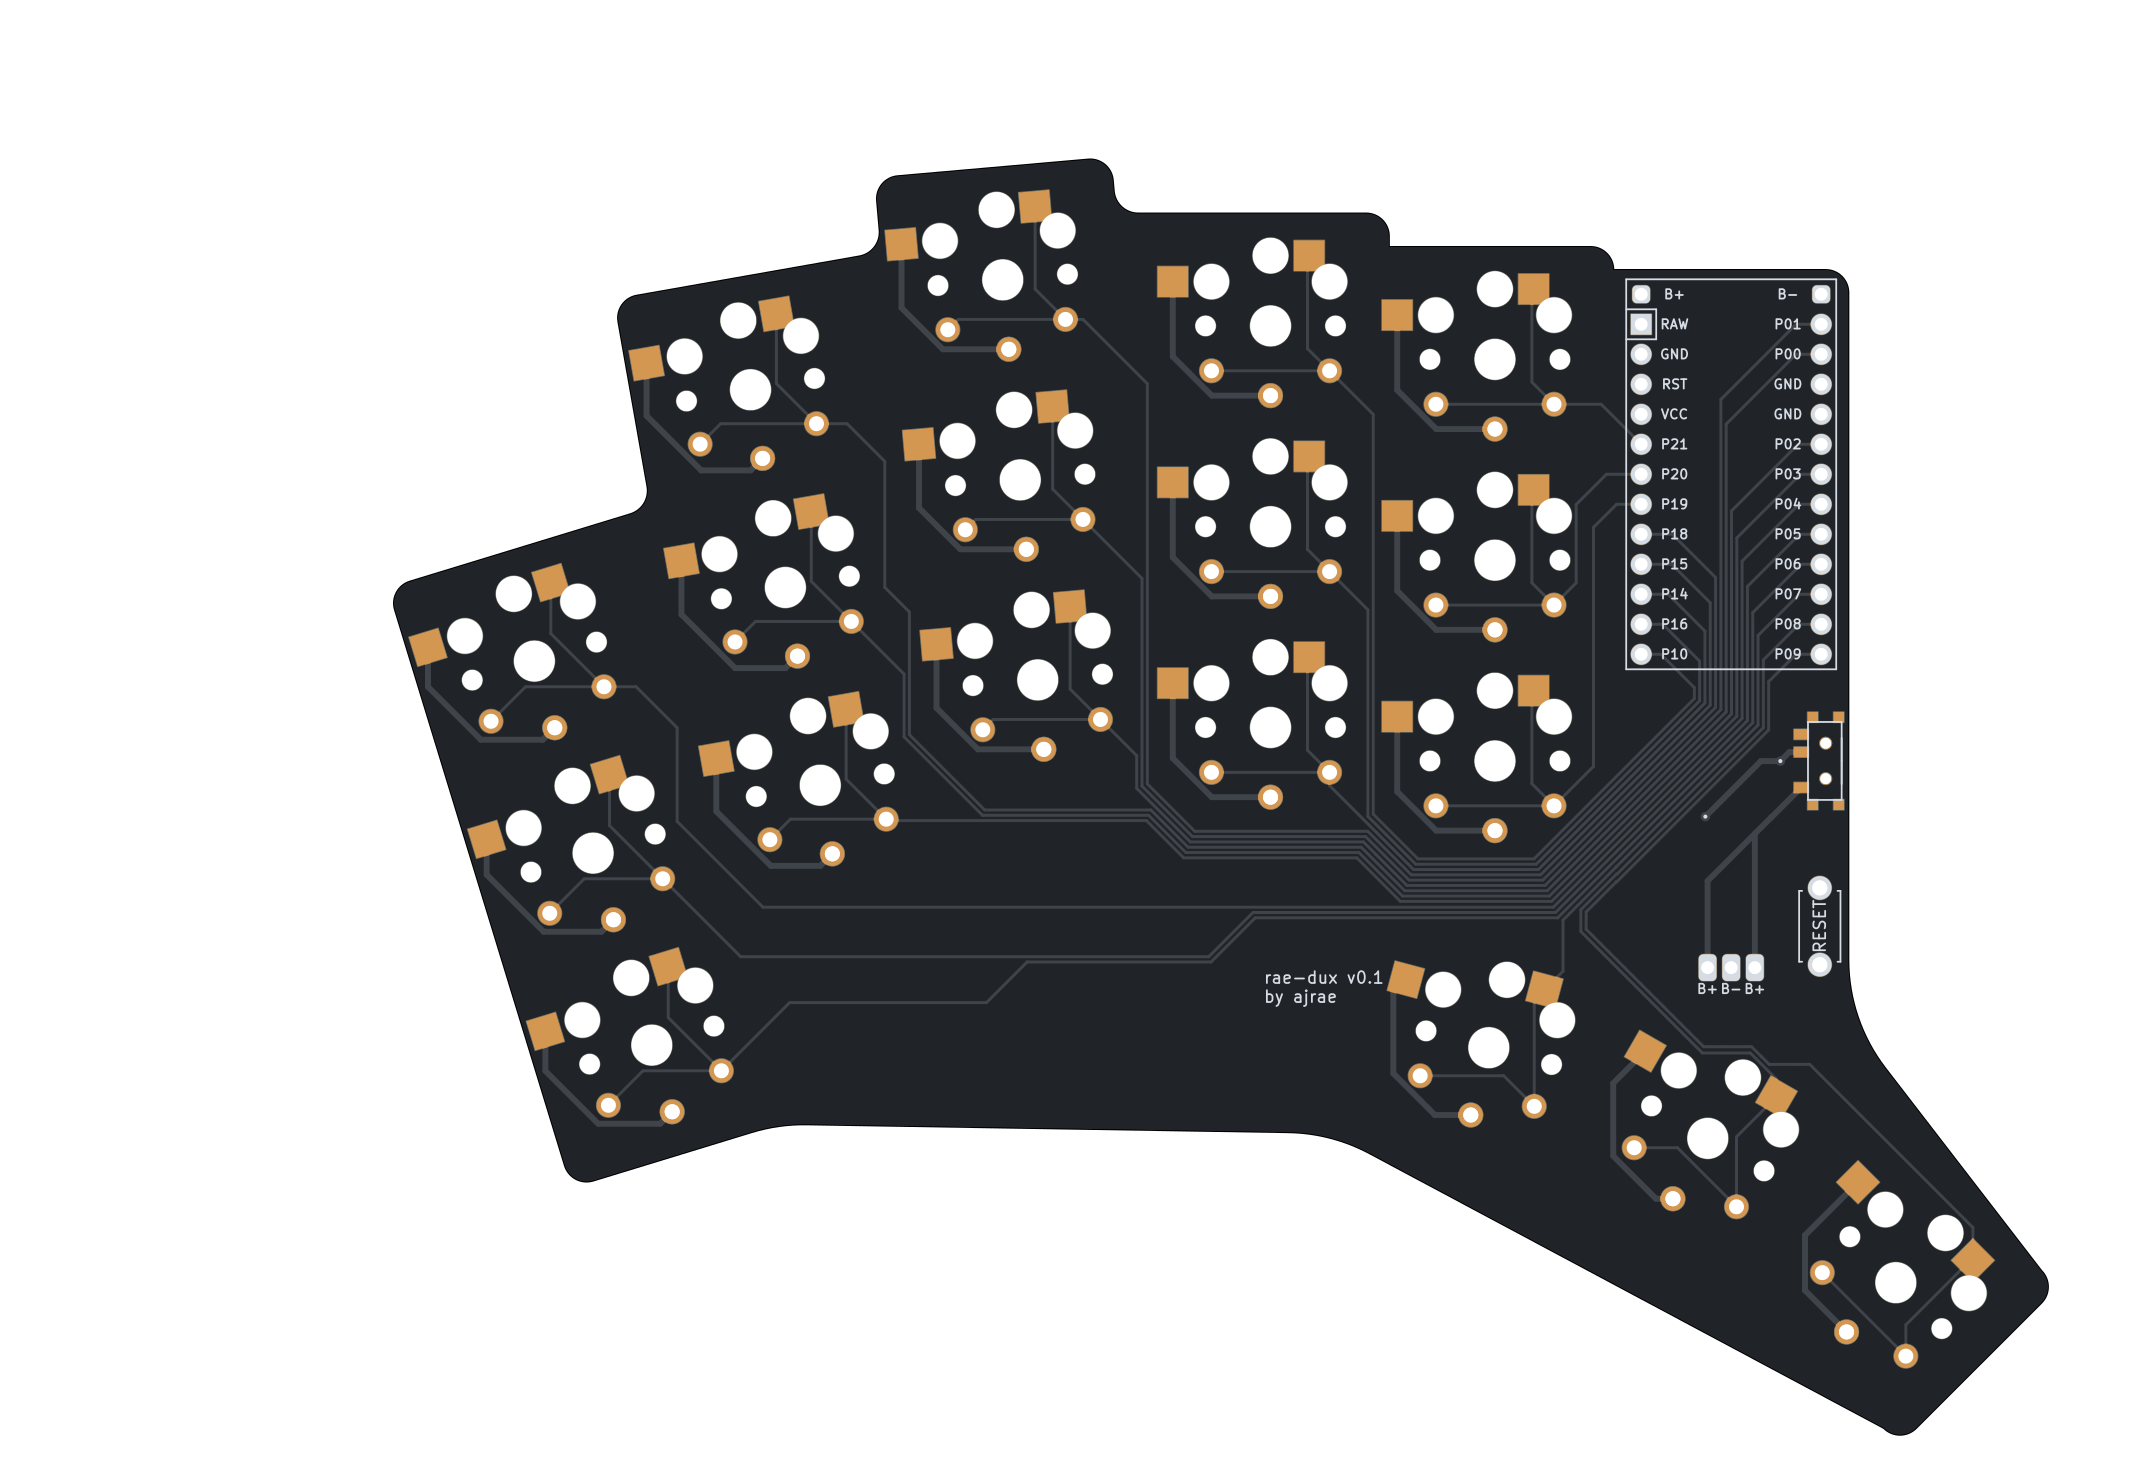 B+ B-
RAW P01
GND P00
RST GND
VCC GND
P21 P02
P20 P03
P19 P04
P18 P05
P15 P06
P14 P07
P16 P08
P10 P09
RESET
rae-dux v0.1
by ajrae
B+ B- B+